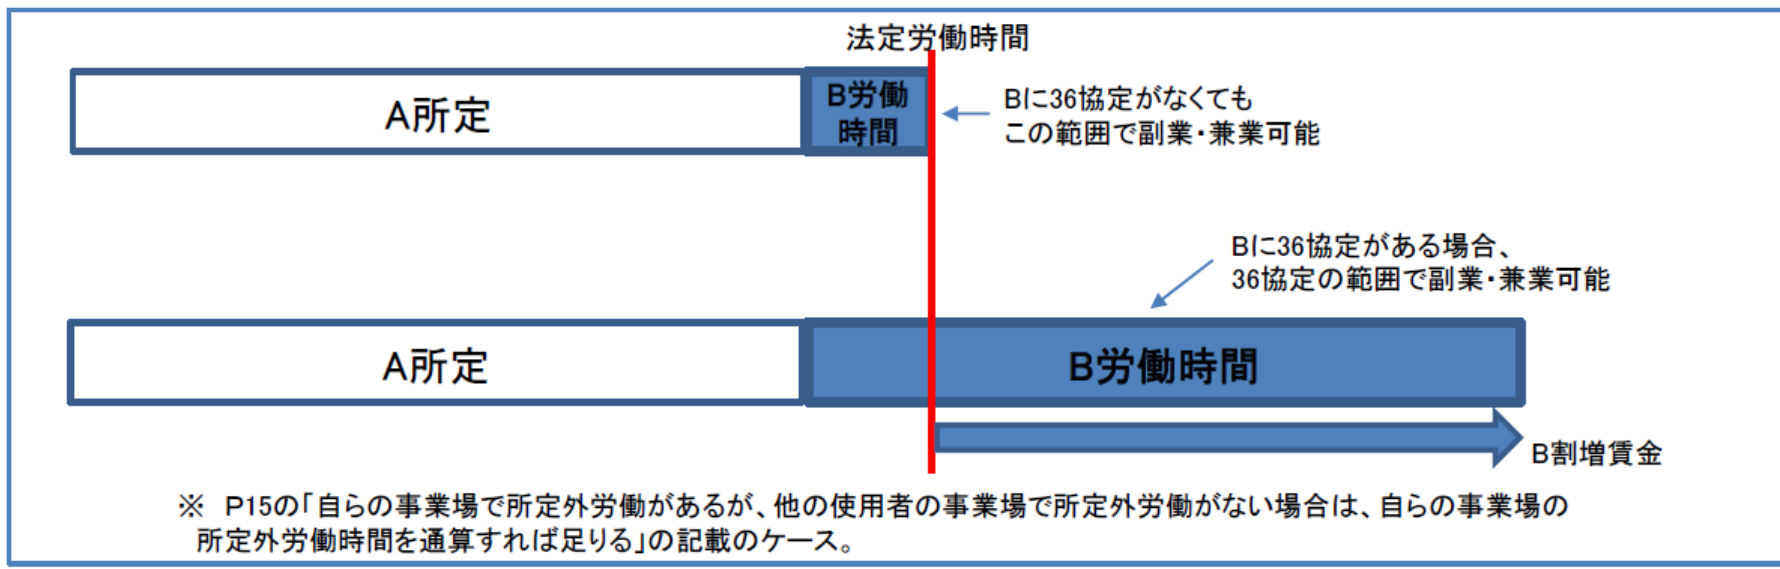 法定労働時間
A所定
B労働
時間
Bに36協定がなくても
この範囲で副業・兼業可能
Bに36協定がある場合、
36協定の範囲で副業・兼業可能
A所定
B労働時間
B割増賃金
※　P15の「自らの事業場で所定外労働があるが、他の使用者の事業場で所定外労働がない場合は、自らの事業場の
所定外労働時間を通算すれば足りる」の記載のケース。